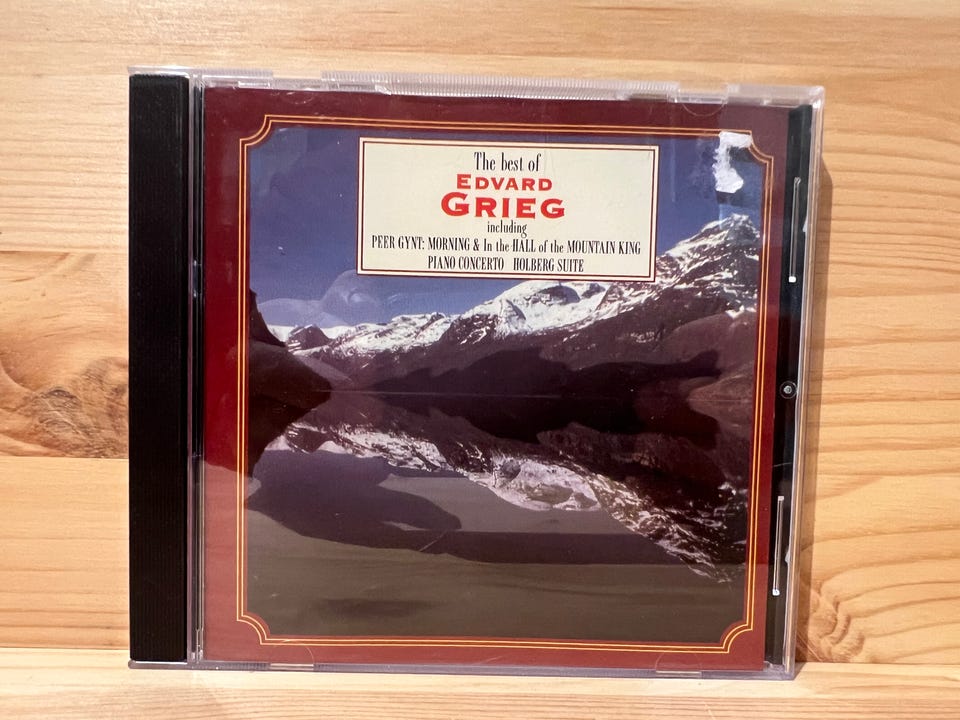 The best of
EDVARD
GRIEG
including
PEER GYNT: MORNING & In the HALL of the MOUNTAIN KING
PIANO CONCERTO HOLBERG SUITE